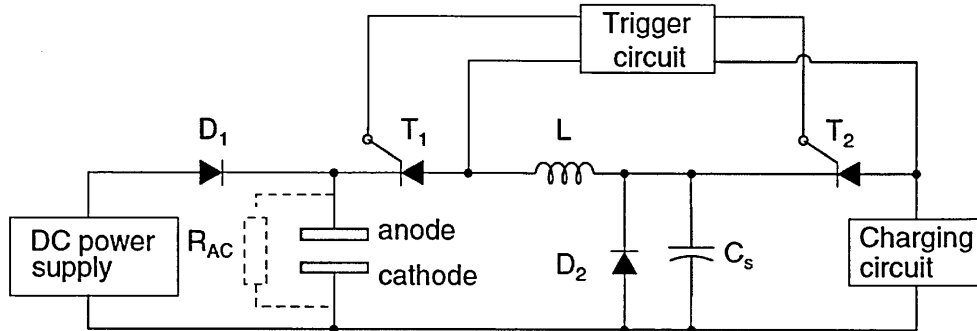 Trigger
circuit
D1
T1
L
T2
DC power
supply
RAC
anode
cathode
D2
Cs
Charging
circuit